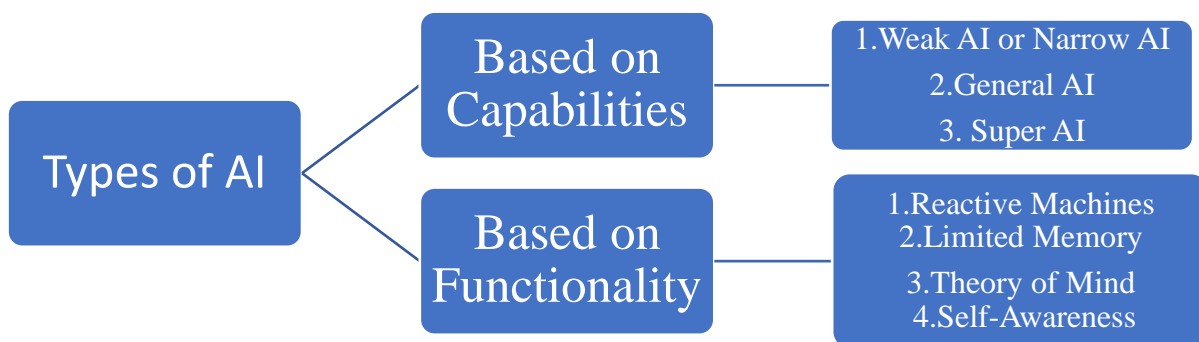 Types of AI
Based on
Capabilities
1.Weak AI or Narrow AI
2.General AI
3. Super AI
Based on
Functionality
1.Reactive Machines
2.Limited Memory
3.Theory of Mind
4.Self-Awareness